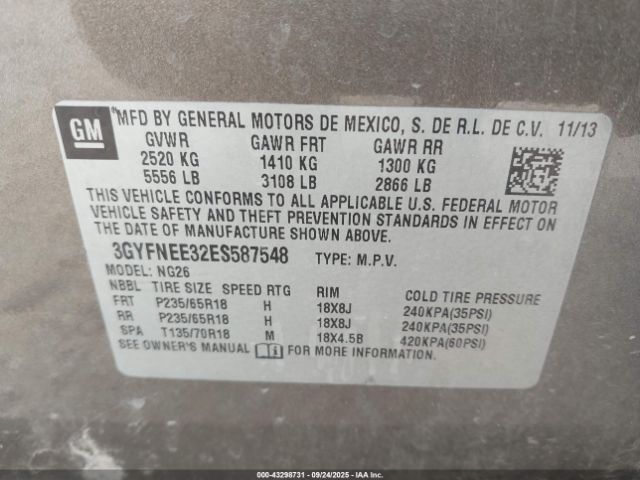 GM
MFD BY GENERAL MOTORS DE MEXICO, S. DE R.L. DE C.V. 11/13
GVWR GAWR FRT GAWR RR
2520 KG 1410 KG 1300 KG
5556 LB 3108 LB 2866 LB
THIS VEHICLE CONFORMS TO ALL APPLICABLE U.S. FEDERAL MOTOR
VEHICLE SAFETY AND THEFT PREVENTION STANDARDS IN EFFECT ON
THE DATE OF MANUFACTURE SHOWN ABOVE.
3GYFNEE32ES587548 TYPE: M.P.V.
MODEL: NG26
NBBL TIRE SIZE SPEED RTG RIM COLD TIRE PRESSURE
FRT P235/65R18 H 18X8J 240KPA(35PSI)
RR P235/65R18 H 18X8J 240KPA(35PSI)
SPA T135/70R18 M 18X4.5B 420KPA(60PSI)
SEE OWNER'S MANUAL FOR MORE INFORMATION.
000-43298731 - 09/24/2025 - IAAI.com